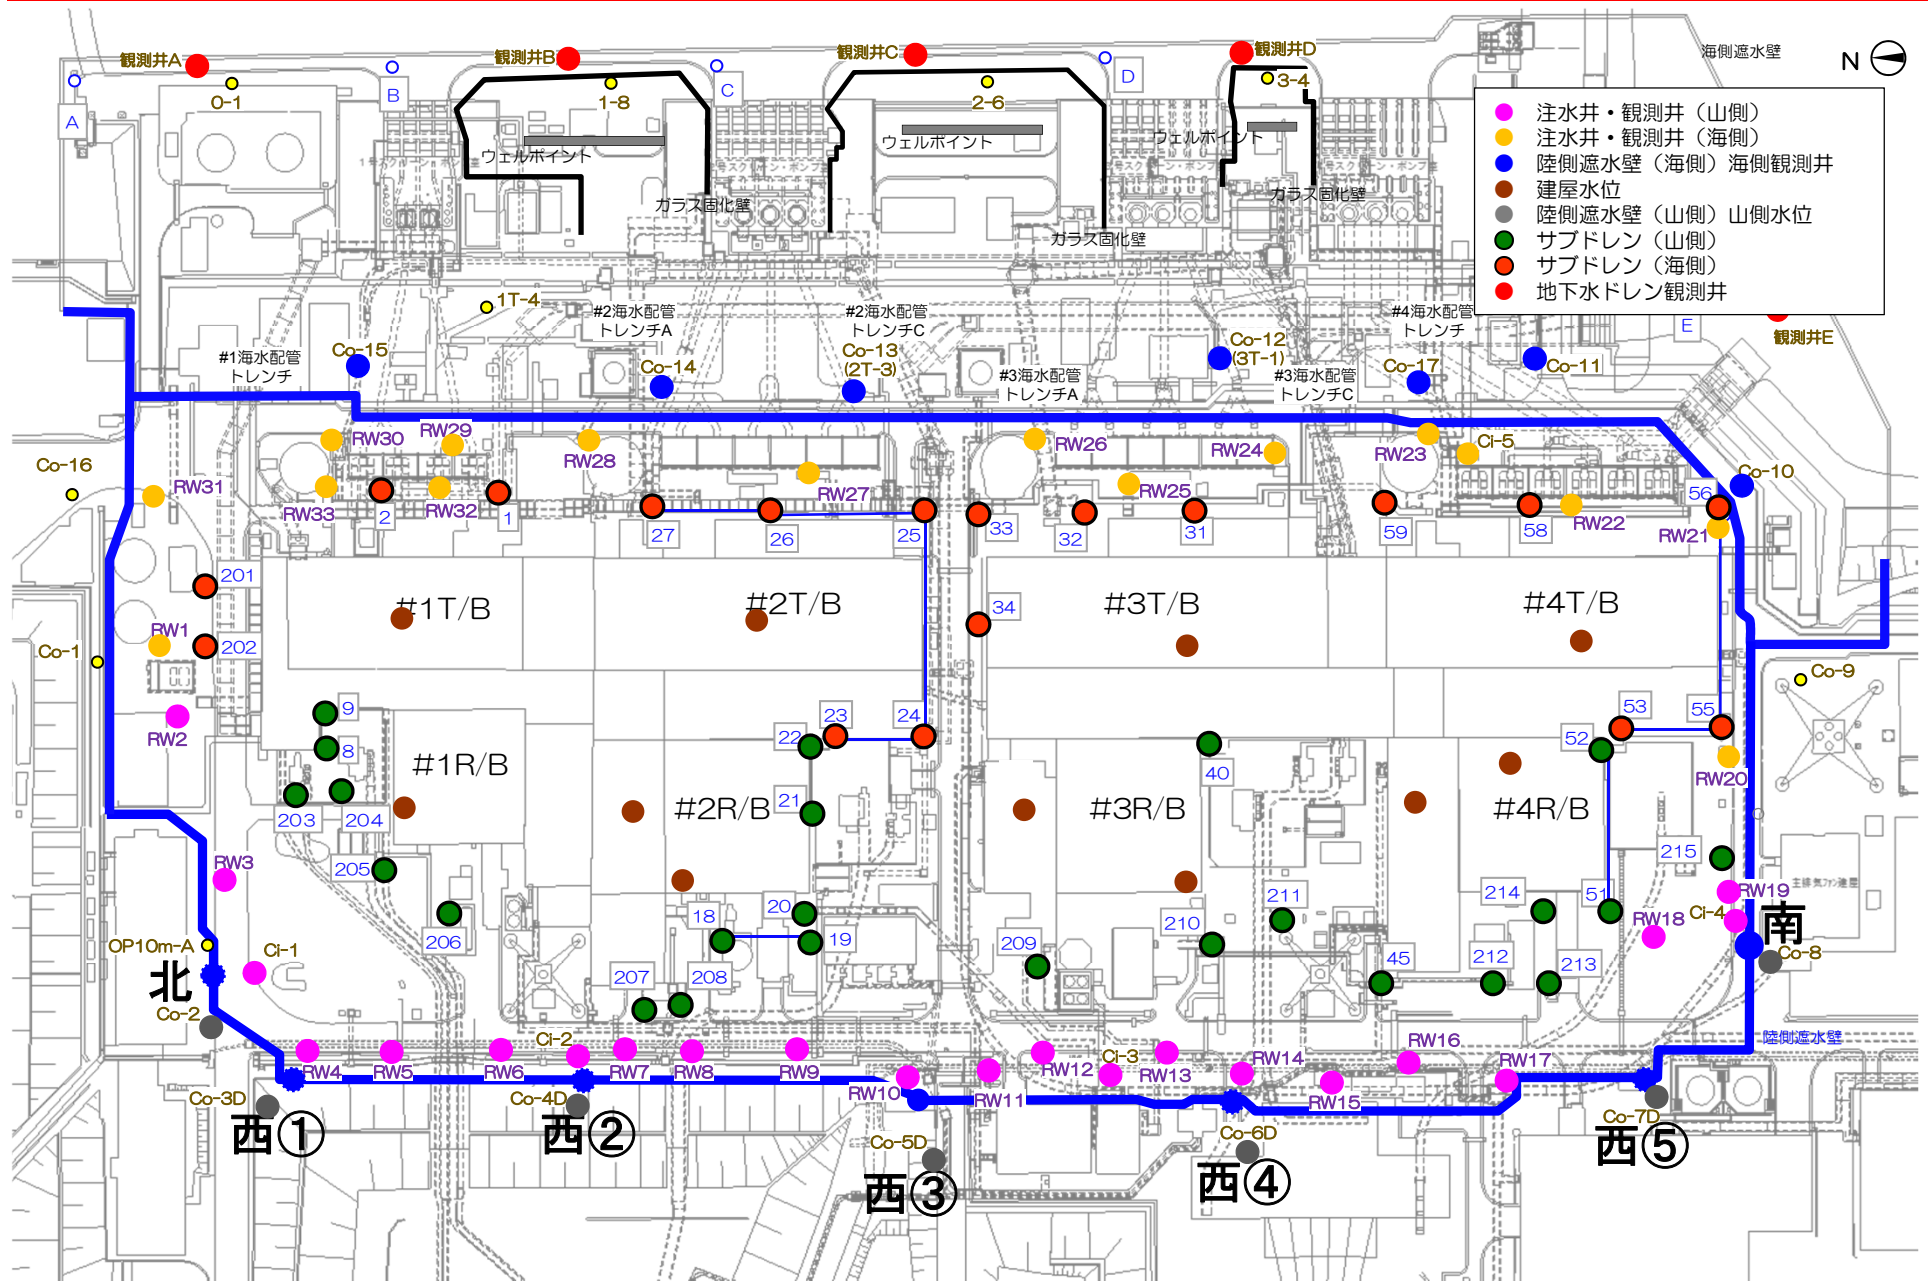 観測井A
観測井B
観測井C
観測井D
海側遮水壁
N
A
0-1
B
1-8
C
2-6
D
3-4
注水井・観測井（山側）
注水井・観測井（海側）
陸側遮水壁（海側）海側観測井
建屋水位
陸側遮水壁（山側）山側水位
サブドレン（山側）
サブドレン（海側）
地下水ドレン観測井
ウェルポイント
ウェルポイント
ウェルポイント
ガラス固化壁
ガラス固化壁
ガラス固化壁
1T-4
#2海水配管
トレンチA
#2海水配管
トレンチC
#4海水配管
トレンチ
E
観測井E
#1海水配管
トレンチ
Co-15
Co-14
Co-13
(2T-3)
#3海水配管
トレンチA
Co-12
(3T-1)
#3海水配管
トレンチC
Co-17
Co-11
Co-16
RW31
RW30
RW29
RW28
RW27
RW26
RW25
RW24
RW23
Ci-5
Co-10
RW33
2
RW32
1
27
26
25
33
32
31
59
58
RW22
56
RW21
201
202
RW1
Co-1
RW2
#1T/B
#2T/B
34
#3T/B
#4T/B
Co-9
9
8
#1R/B
22
23
24
40
52
53
55
RW20
203
204
#2R/B
21
#3R/B
#4R/B
215
主排気ファン建屋
RW3
205
206
18
20
19
209
210
211
214
51
RW18
RW19
Ci-4
南
Co-8
OP10m-A
北
Ci-1
Co-2
207
208
45
212
213
陸側遮水壁
Ci-2
RW4
RW5
RW6
RW7
RW8
RW9
RW10
RW11
RW12
Ci-3
RW13
RW14
RW15
RW16
RW17
Co-3D
西①
Co-4D
西②
Co-5D
西③
Co-6D
西④
Co-7D
西⑤